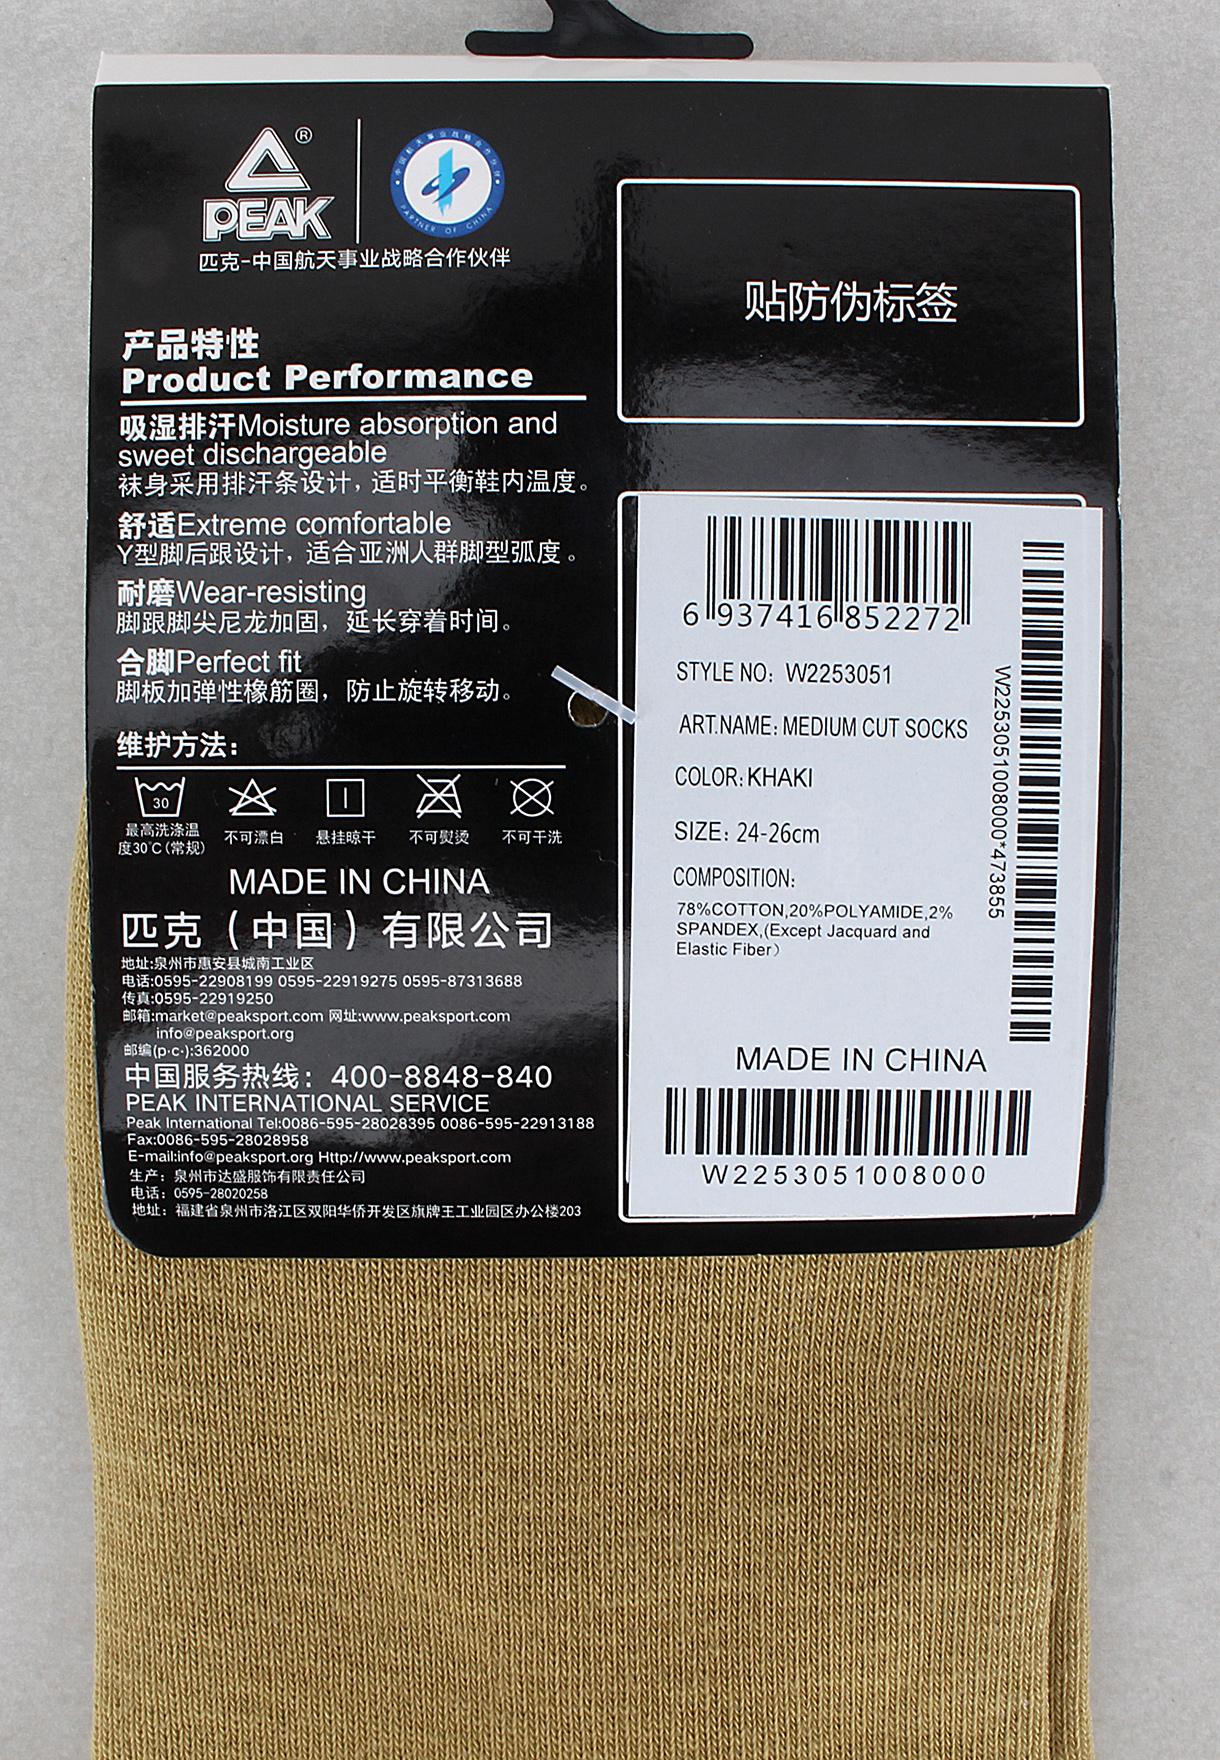 PEAK®
中国航天事业战略合作伙伴
PARTNER OF CHINA
匹克-中国航天事业战略合作伙伴
产品特性
Product Performance
吸湿排汗Moisture absorption and
sweet dischargeable
袜身采用排汗条设计，适时平衡鞋内温度。
舒适Extreme comfortable
Y型脚后跟设计，适合亚洲人群脚型弧度。
耐磨Wear-resisting
脚跟脚尖尼龙加固，延长穿着时间。
合脚Perfect fit
脚板加弹性橡筋圈，防止旋转移动。
维护方法：
30
最高洗涤温
度30℃(常规)
不可漂白
悬挂晾干
不可熨烫
不可干洗
MADE IN CHINA
匹克（中国）有限公司
地址:泉州市惠安县城南工业区
电话:0595-22908199 0595-22919275 0595-87313688
传真:0595-22919250
邮箱:market@peaksport.com 网址:www.peaksport.com
info@peaksport.org
邮编(p·c·):362000
中国服务热线：400-8848-840
PEAK INTERNATIONAL SERVICE
Peak International Tel:0086-595-28028395 0086-595-22913188
Fax:0086-595-28028958
E-mail:info@peaksport.org Http://www.peaksport.com
生产：泉州市达盛服饰有限责任公司
电话：0595-28020258
地址：福建省泉州市洛江区双阳华侨开发区旗牌王工业园区办公楼203
贴防伪标签
6 937416 852272
STYLE NO: W2253051
ART.NAME: MEDIUM CUT SOCKS
COLOR: KHAKI
SIZE: 24-26cm
COMPOSITION:
78%COTTON,20%POLYAMIDE,2%
SPANDEX,(Except Jacquard and
Elastic Fiber）
MADE IN CHINA
W2253051008000
W2253051008000*473855